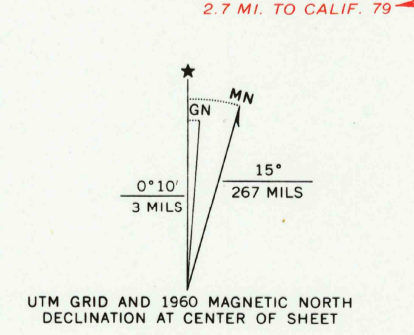 2.7 MI. TO CALIF. 79
★
MN
GN
0°10′
3 MILS
15°
267 MILS
UTM GRID AND 1960 MAGNETIC NORTH
DECLINATION AT CENTER OF SHEET